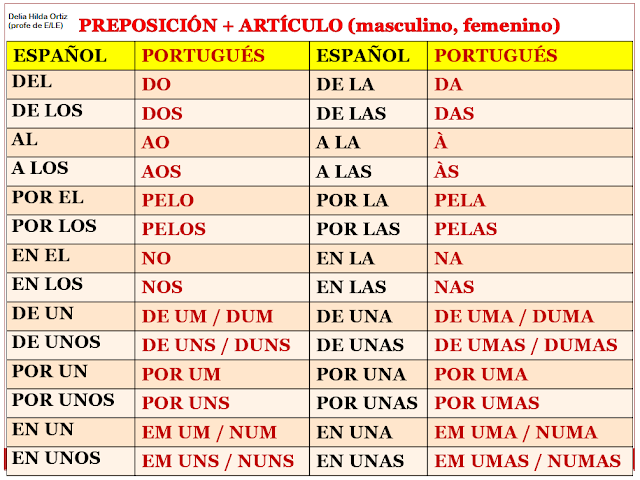 Delia Hilda Ortiz
(profe de E/LE)
PREPOSICIÓN + ARTÍCULO (masculino, femenino)
ESPAÑOL PORTUGUÉS ESPAÑOL PORTUGUÉS
DEL DO DE LA DA
DE LOS DOS DE LAS DAS
AL AO A LA À
A LOS AOS A LAS ÀS
POR EL PELO POR LA PELA
POR LOS PELOS POR LAS PELAS
EN EL NO EN LA NA
EN LOS NOS EN LAS NAS
DE UN DE UM / DUM DE UNA DE UMA / DUMA
DE UNOS DE UNS / DUNS DE UNAS DE UMAS / DUMAS
POR UN POR UM POR UNA POR UMA
POR UNOS POR UNS POR UNAS POR UMAS
EN UN EM UM / NUM EN UNA EM UMA / NUMA
EN UNOS EM UNS / NUNS EN UNAS EM UMAS / NUMAS